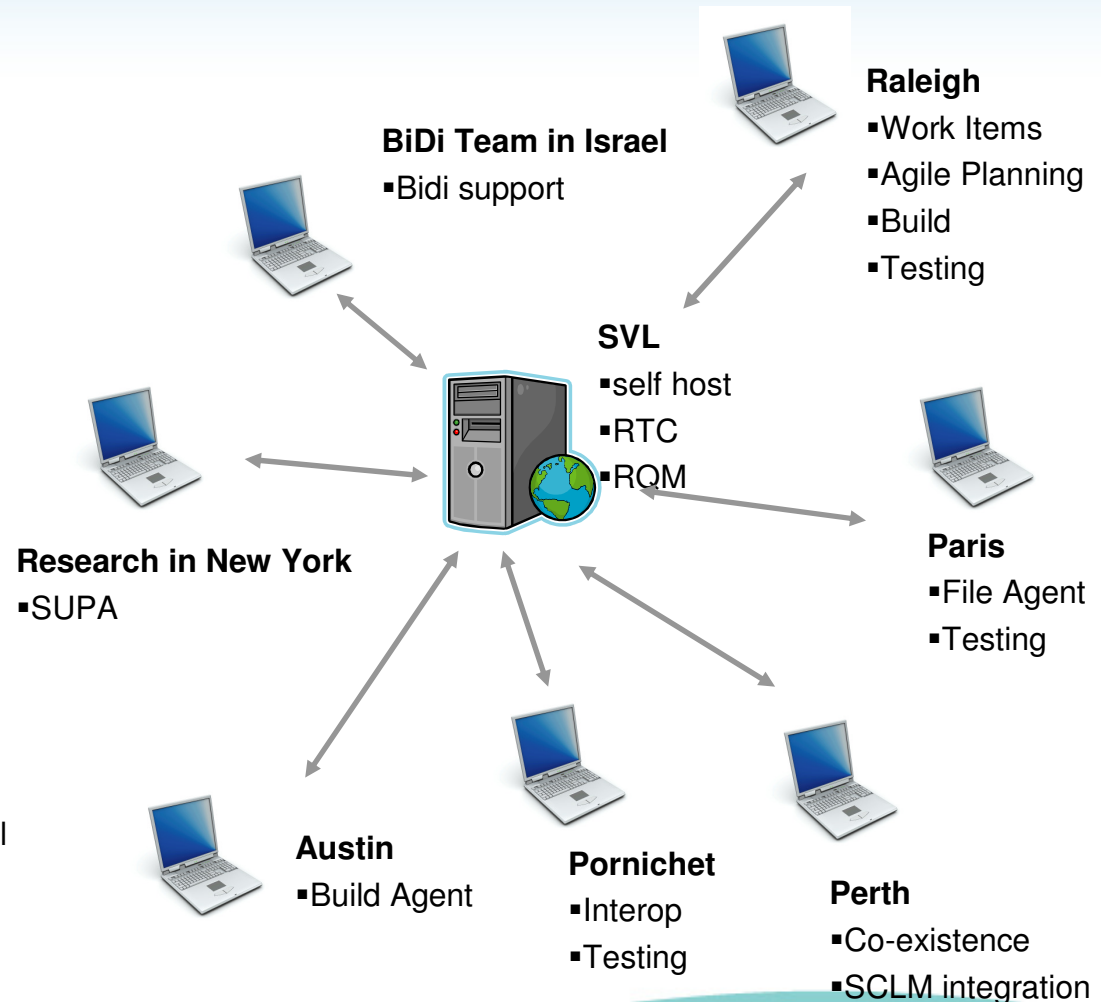 Raleigh
▪Work Items
▪Agile Planning
▪Build
▪Testing
BiDi Team in Israel
▪Bidi support
SVL
▪self host
▪RTC
▪RQM
Research in New York
▪SUPA
Paris
▪File Agent
▪Testing
l
Austin
▪Build Agent
Pornichet
▪Interop
▪Testing
Perth
▪Co-existence
▪SCLM integration